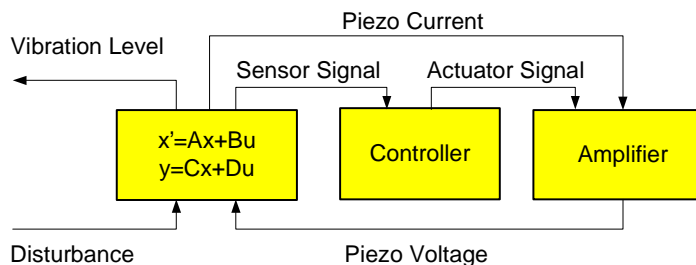 Piezo Current
Vibration Level
Sensor Signal
Actuator Signal
x'=Ax+Bu
y=Cx+Du
Controller
Amplifier
Disturbance
Piezo Voltage